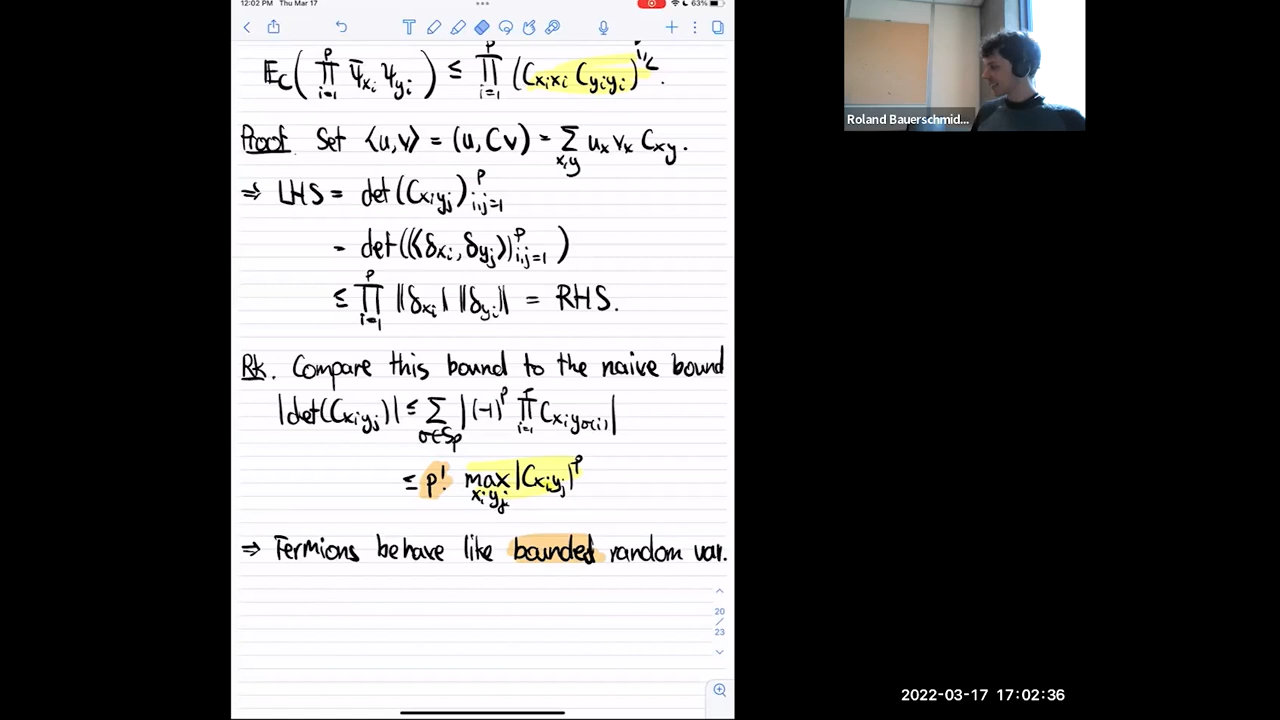 12:02 PM Thu Mar 17
63%
𝔼_C(∏_{i=1}^p ψ̄_{x_i} ψ_{y_i}) ≤ ∏_{i=1}^p (C_{x_i x_i} C_{y_i y_i})^{1/2}.
Proof. Set ⟨u,v⟩ = (u, Cv) = ∑_{x,y} u_x v_x C_{xy}.
⇒ LHS = det(C_{x_i y_j})_{i,j=1}^p
= det((⟨δ_{x_i}, δ_{y_j}⟩)_{i,j=1}^p)
≤ ∏_{i=1}^p ‖δ_{x_i}‖ ‖δ_{y_i}‖ = RHS.
Rk. Compare this bound to the naive bound
|det(C_{x_i y_j})| ≤ ∑_{σ∈S_p} |(-1)^p ∏_{i=1}^p C_{x_i y_{σ(i)}}|
≤ p! max_{x_i y_j} |C_{x_i y_j}|^p
⇒ Fermions behave like bounded random var.
20
/
23
Roland Bauerschmid...
2022-03-17 17:02:36